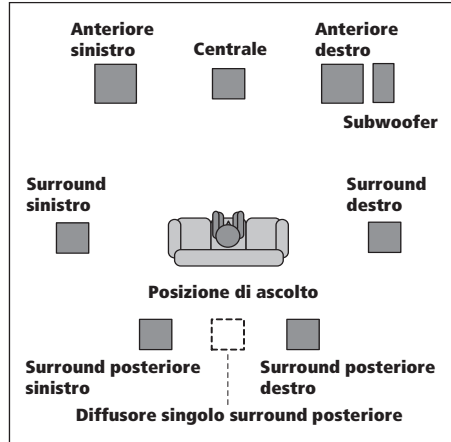 Anteriore
sinistro
Centrale
Anteriore
destro
Subwoofer
Surround
sinistro
Surround
destro
Posizione di ascolto
Surround posteriore
sinistro
Surround posteriore
destro
Diffusore singolo surround posteriore